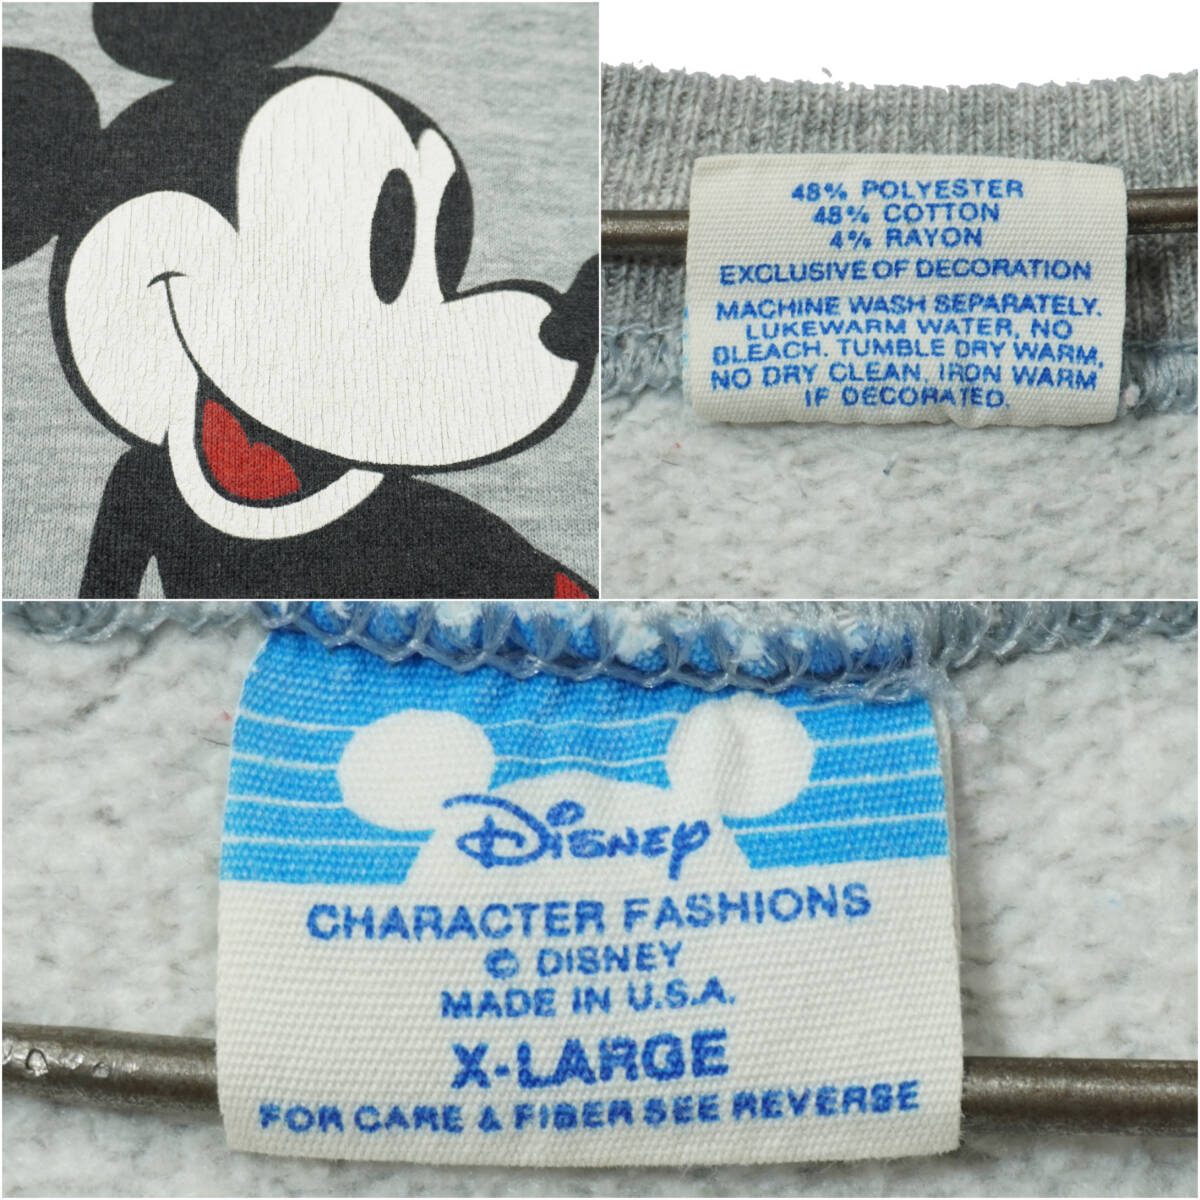 48% POLYESTER
48% COTTON
4% RAYON
EXCLUSIVE OF DECORATION
MACHINE WASH SEPARATELY.
LUKEWARM WATER, NO
BLEACH. TUMBLE DRY WARM,
NO DRY CLEAN, IRON WARM
IF DECORATED.
DISNEY
CHARACTER FASHIONS
© DISNEY
MADE IN U.S.A.
X-LARGE
FOR CARE & FIBER SEE REVERSE